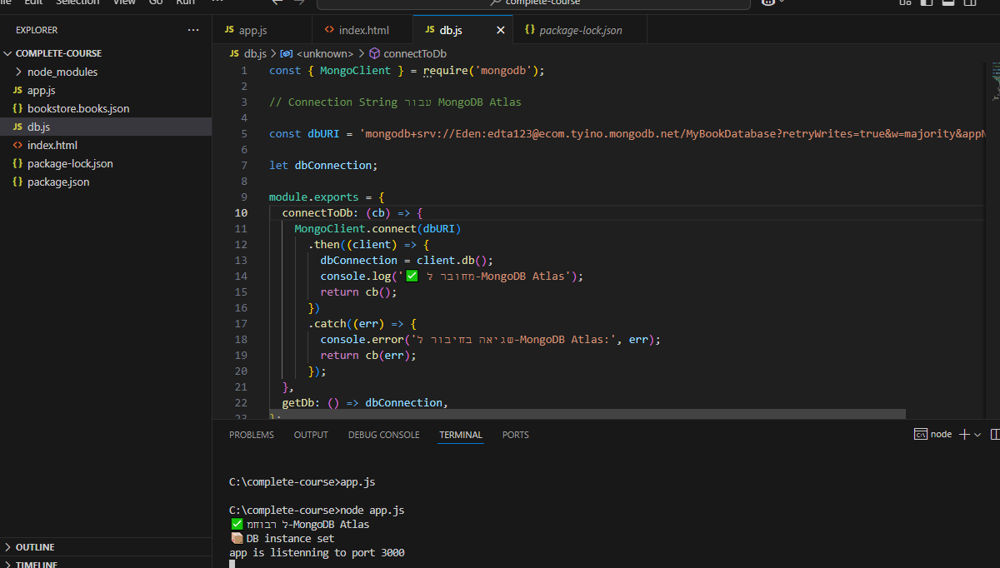 Edit Selection View Go Run ···
complete-course
EXPLORER ···
COMPLETE-COURSE
node_modules
JS app.js
{} bookstore.books.json
JS db.js
<> index.html
{} package-lock.json
{} package.json
OUTLINE
TIMELINE
JS app.js
<> index.html
JS db.js
{} package-lock.json
JS db.js > <unknown> > connectToDb
1 const { MongoClient } = require('mongodb');
2
3 // Connection String עבור MongoDB Atlas
4
5 const dbURI = 'mongodb+srv://Eden:edta123@ecom.tyino.mongodb.net/MyBookDatabase?retryWrites=true&w=majority&appN
6
7 let dbConnection;
8
9 module.exports = {
10 connectToDb: (cb) => {
11 MongoClient.connect(dbURI)
12 .then((client) => {
13 dbConnection = client.db();
14 console.log('✅ מחובר ל-MongoDB Atlas');
15 return cb();
16 })
17 .catch((err) => {
18 console.error('שגיאה בחיבור ל-MongoDB Atlas:', err);
19 return cb(err);
20 });
21 },
22 getDb: () => dbConnection,
23 };
PROBLEMS OUTPUT DEBUG CONSOLE TERMINAL PORTS
node
C:\complete-course>app.js
C:\complete-course>node app.js
✅ מחובר ל-MongoDB Atlas
📦 DB instance set
app is listenning to port 3000